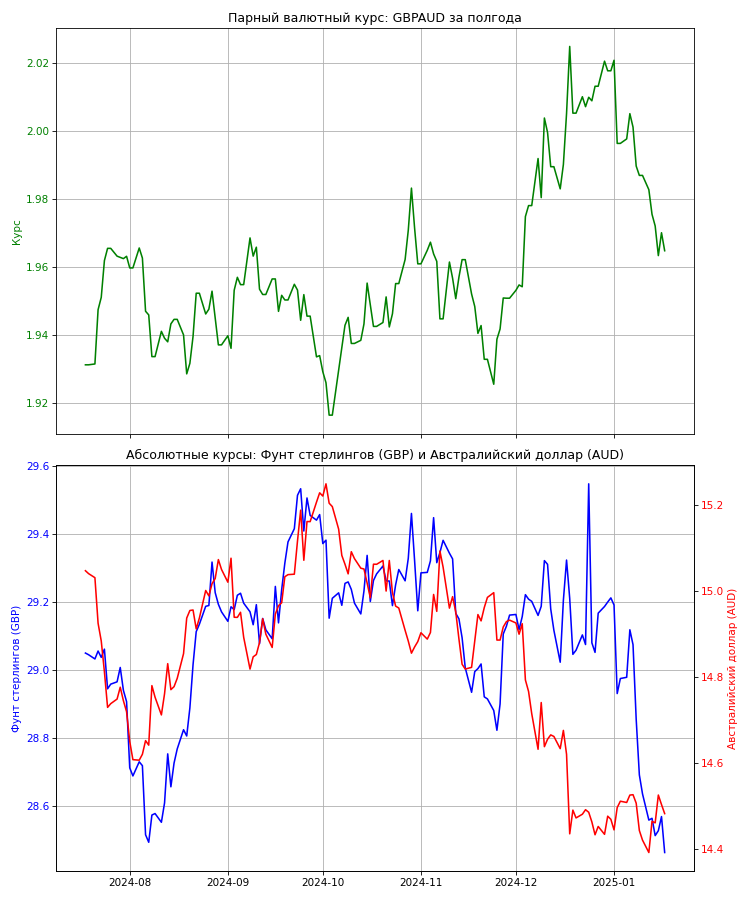 Парный валютный курс: GBPAUD за полгода
2.02
2.00
1.98
1.96
1.94
1.92
Курс
Абсолютные курсы: Фунт стерлингов (GBP) и Австралийский доллар (AUD)
29.6
29.4
29.2
29.0
28.8
28.6
Фунт стерлингов (GBP)
15.2
15.0
14.8
14.6
14.4
Австралийский доллар (AUD)
2024-08 2024-09 2024-10 2024-11 2024-12 2025-01